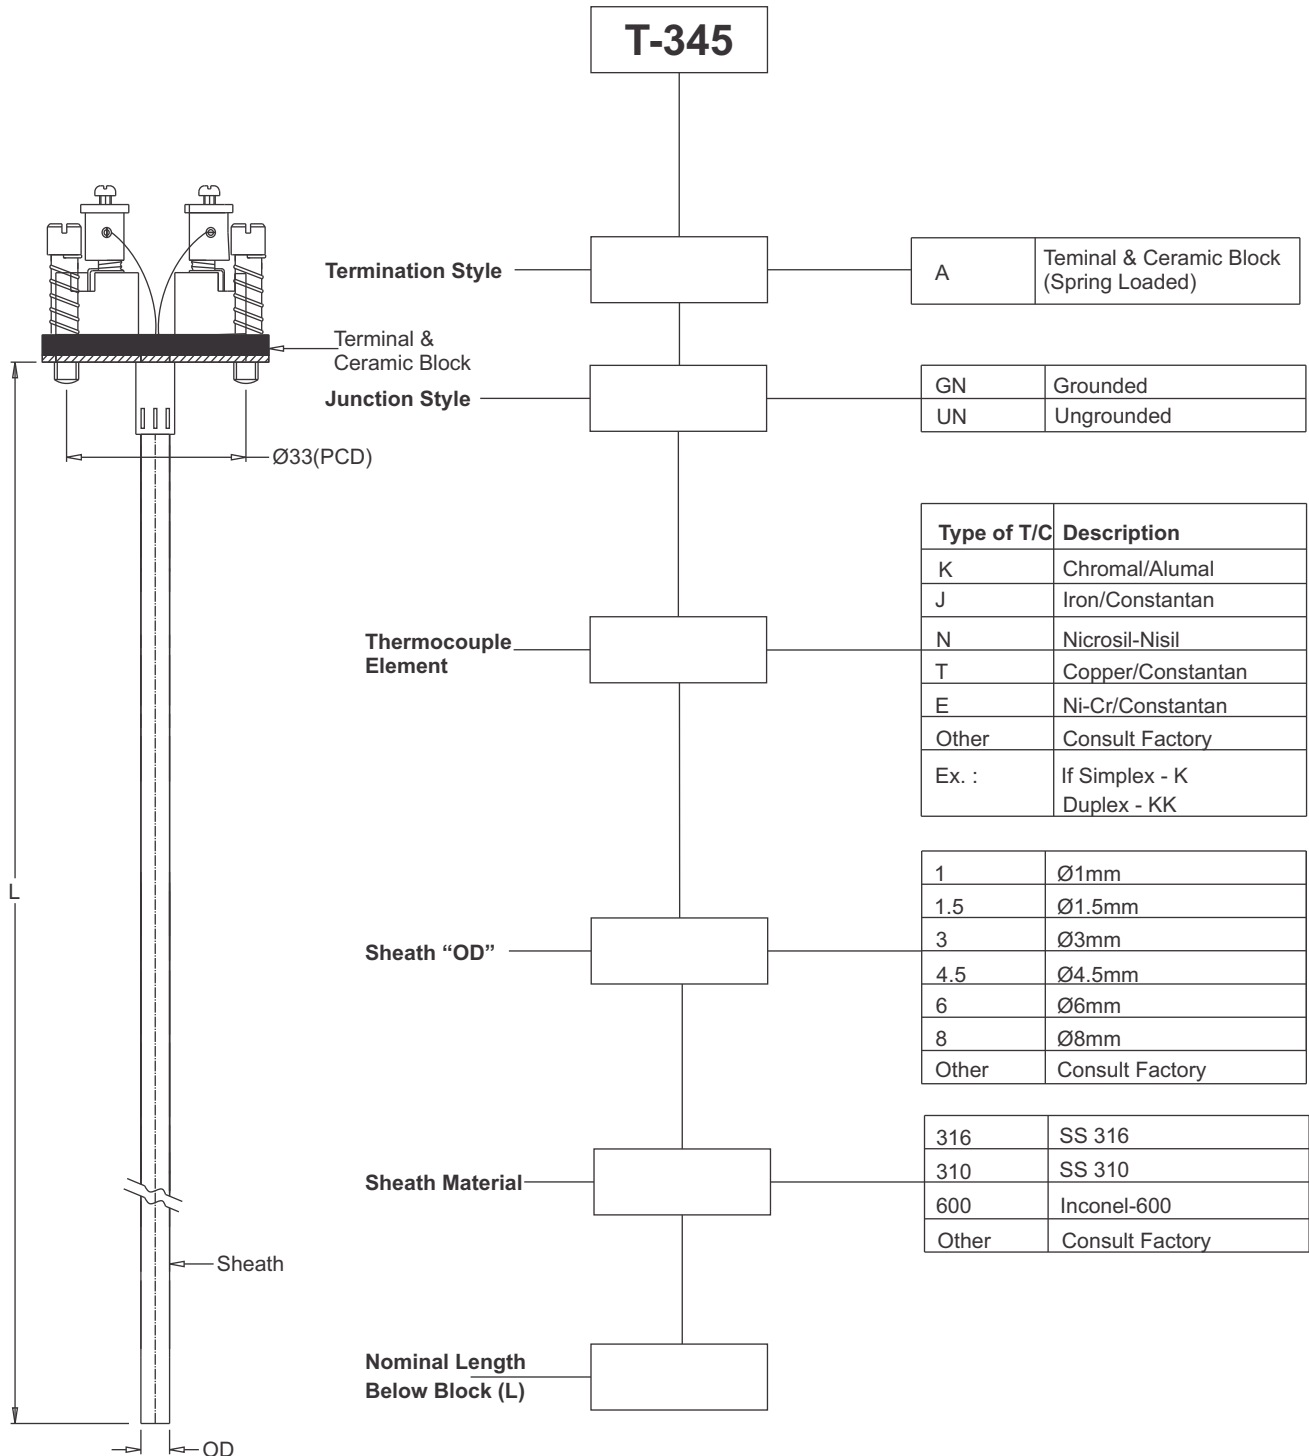 T-345
Termination Style
A
Teminal & Ceramic Block
(Spring Loaded)
Terminal &
Ceramic Block
Junction Style
GN Grounded
UN Ungrounded
Ø33(PCD)
Type of T/C Description
K Chromal/Alumal
J Iron/Constantan
N Nicrosil-Nisil
T Copper/Constantan
E Ni-Cr/Constantan
Other Consult Factory
Ex. : If Simplex - K
Duplex - KK
Thermocouple
Element
L
1 Ø1mm
1.5 Ø1.5mm
3 Ø3mm
4.5 Ø4.5mm
6 Ø6mm
8 Ø8mm
Other Consult Factory
Sheath “OD”
316 SS 316
310 SS 310
600 Inconel-600
Other Consult Factory
Sheath Material
Sheath
Nominal Length
Below Block (L)
OD